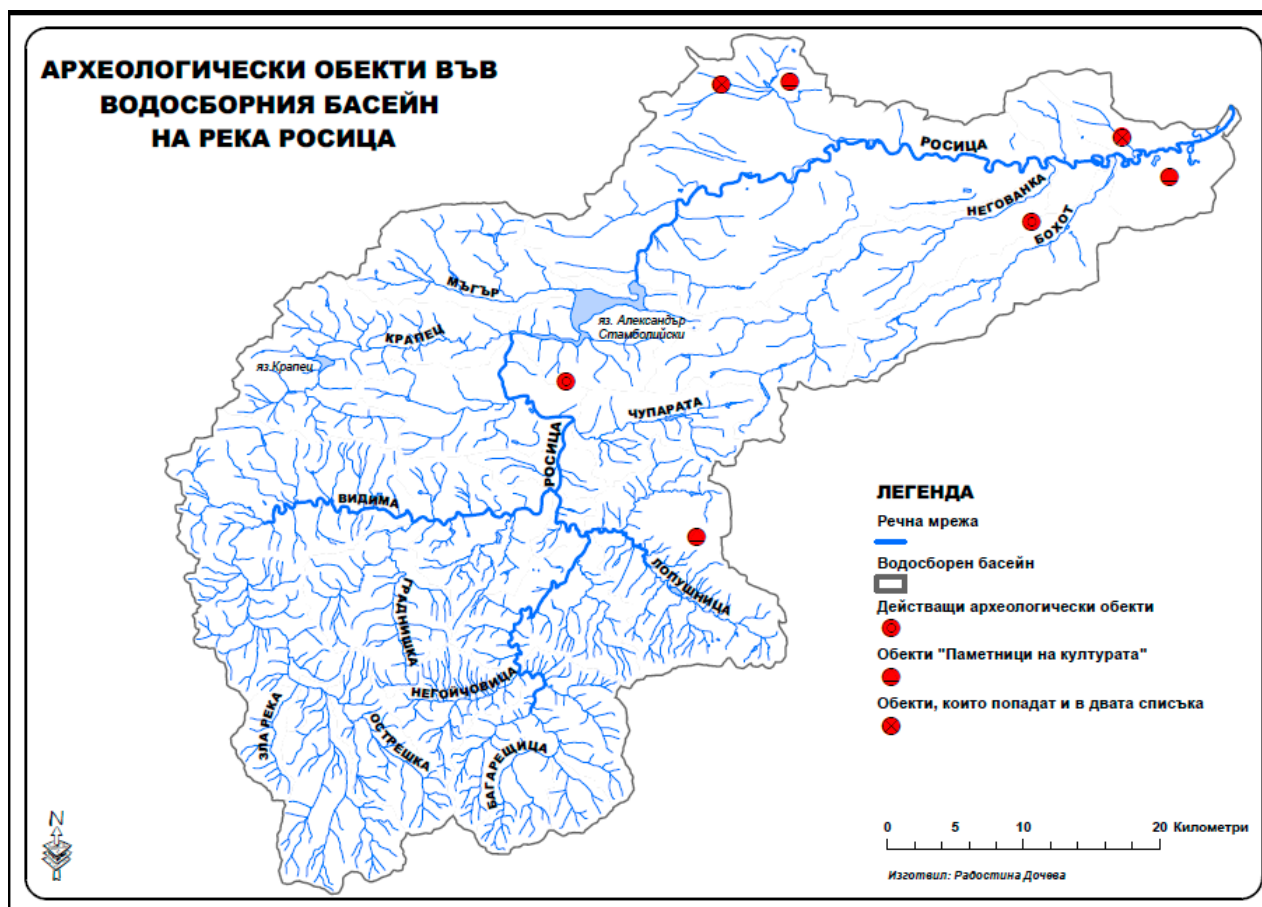 АРХЕОЛОГИЧЕСКИ ОБЕКТИ ВЪВ
ВОДОСБОРНИЯ БАСЕЙН
НА РЕКА РОСИЦА
РОСИЦА
НЕГОВАНКА
БОХОТ
МЪГЪР
яз. Александър
Стамболийски
КРАПЕЦ
яз.Крапец
ЧУПАРАТА
РОСИЦА
ВИДИМА
ЛОПУШНИЦА
ГРАДНИШКА
НЕГОЙЧОВИЦА
ЗЛА РЕКА
ОСТРЕШКА
БАГАРЕЩИЦА
ЛЕГЕНДА
Речна мрежа
Водосборен басейн
Действащи археологически обекти
Обекти "Паметници на културата"
Обекти, които попадат и в двата списъка
N
0 5 10 20 Километри
Изготвил: Радостина Дочева